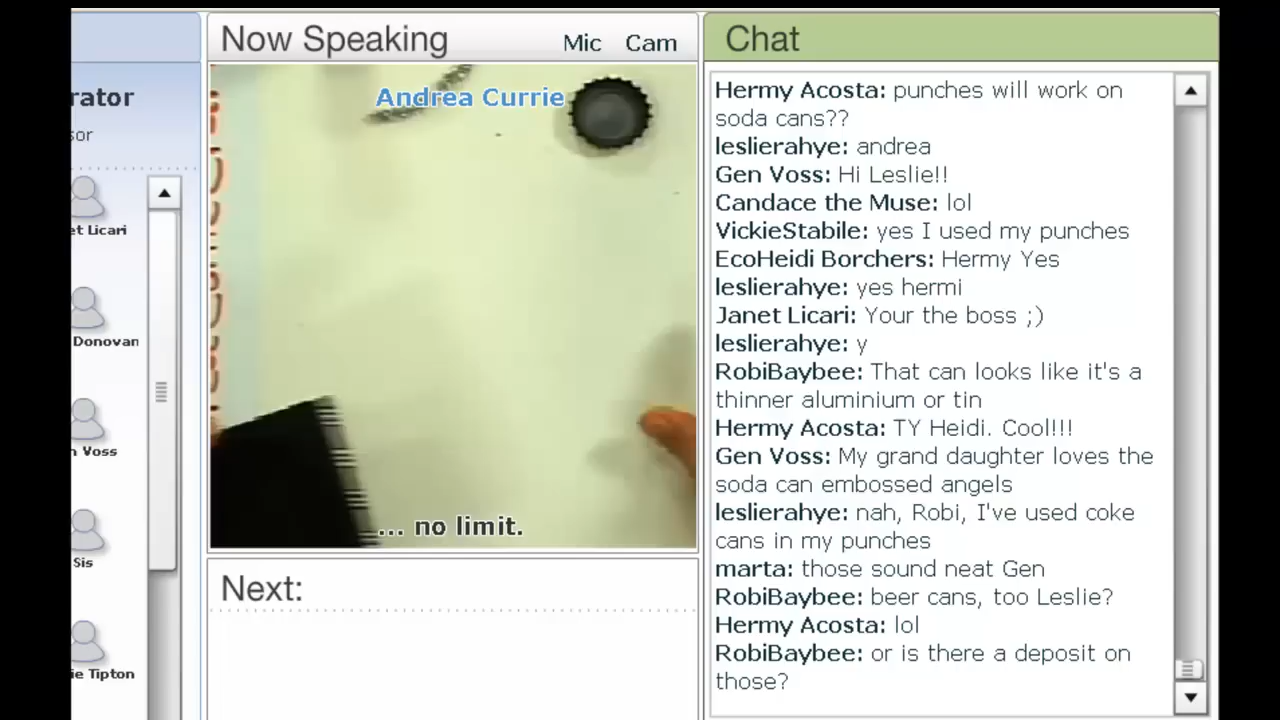 rator
sor
et Licari
Donovan
n Voss
Sis
ie Tipton
Now Speaking
Mic Cam
Andrea Currie
... no limit.
Next:
Chat
Hermy Acosta: punches will work on
soda cans??
leslierahye: andrea
Gen Voss: Hi Leslie!!
Candace the Muse: lol
VickieStabile: yes I used my punches
EcoHeidi Borchers: Hermy Yes
leslierahye: yes hermi
Janet Licari: Your the boss ;)
leslierahye: y
RobiBaybee: That can looks like it's a
thinner aluminium or tin
Hermy Acosta: TY Heidi. Cool!!!
Gen Voss: My grand daughter loves the
soda can embossed angels
leslierahye: nah, Robi, I've used coke
cans in my punches
marta: those sound neat Gen
RobiBaybee: beer cans, too Leslie?
Hermy Acosta: lol
RobiBaybee: or is there a deposit on
those?